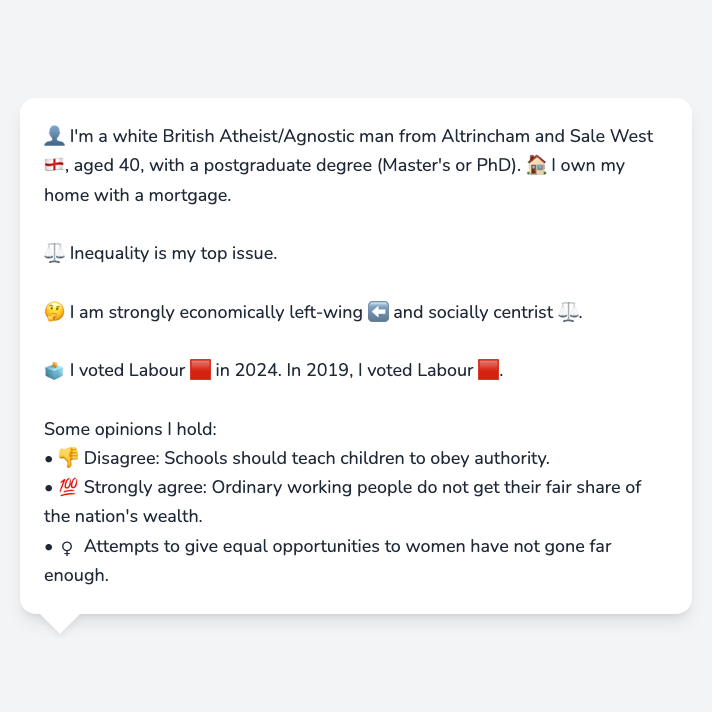 👤 I'm a white British Atheist/Agnostic man from Altrincham and Sale West
🏴󠁧󠁢󠁥󠁮󠁧󠁿, aged 40, with a postgraduate degree (Master's or PhD). 🏠 I own my
home with a mortgage.
⚖️ Inequality is my top issue.
🤔 I am strongly economically left-wing ⬅️ and socially centrist ⚖️.
🗳️ I voted Labour 🟥 in 2024. In 2019, I voted Labour 🟥.
Some opinions I hold:
• 👎 Disagree: Schools should teach children to obey authority.
• 💯 Strongly agree: Ordinary working people do not get their fair share of
the nation's wealth.
• ♀ Attempts to give equal opportunities to women have not gone far
enough.